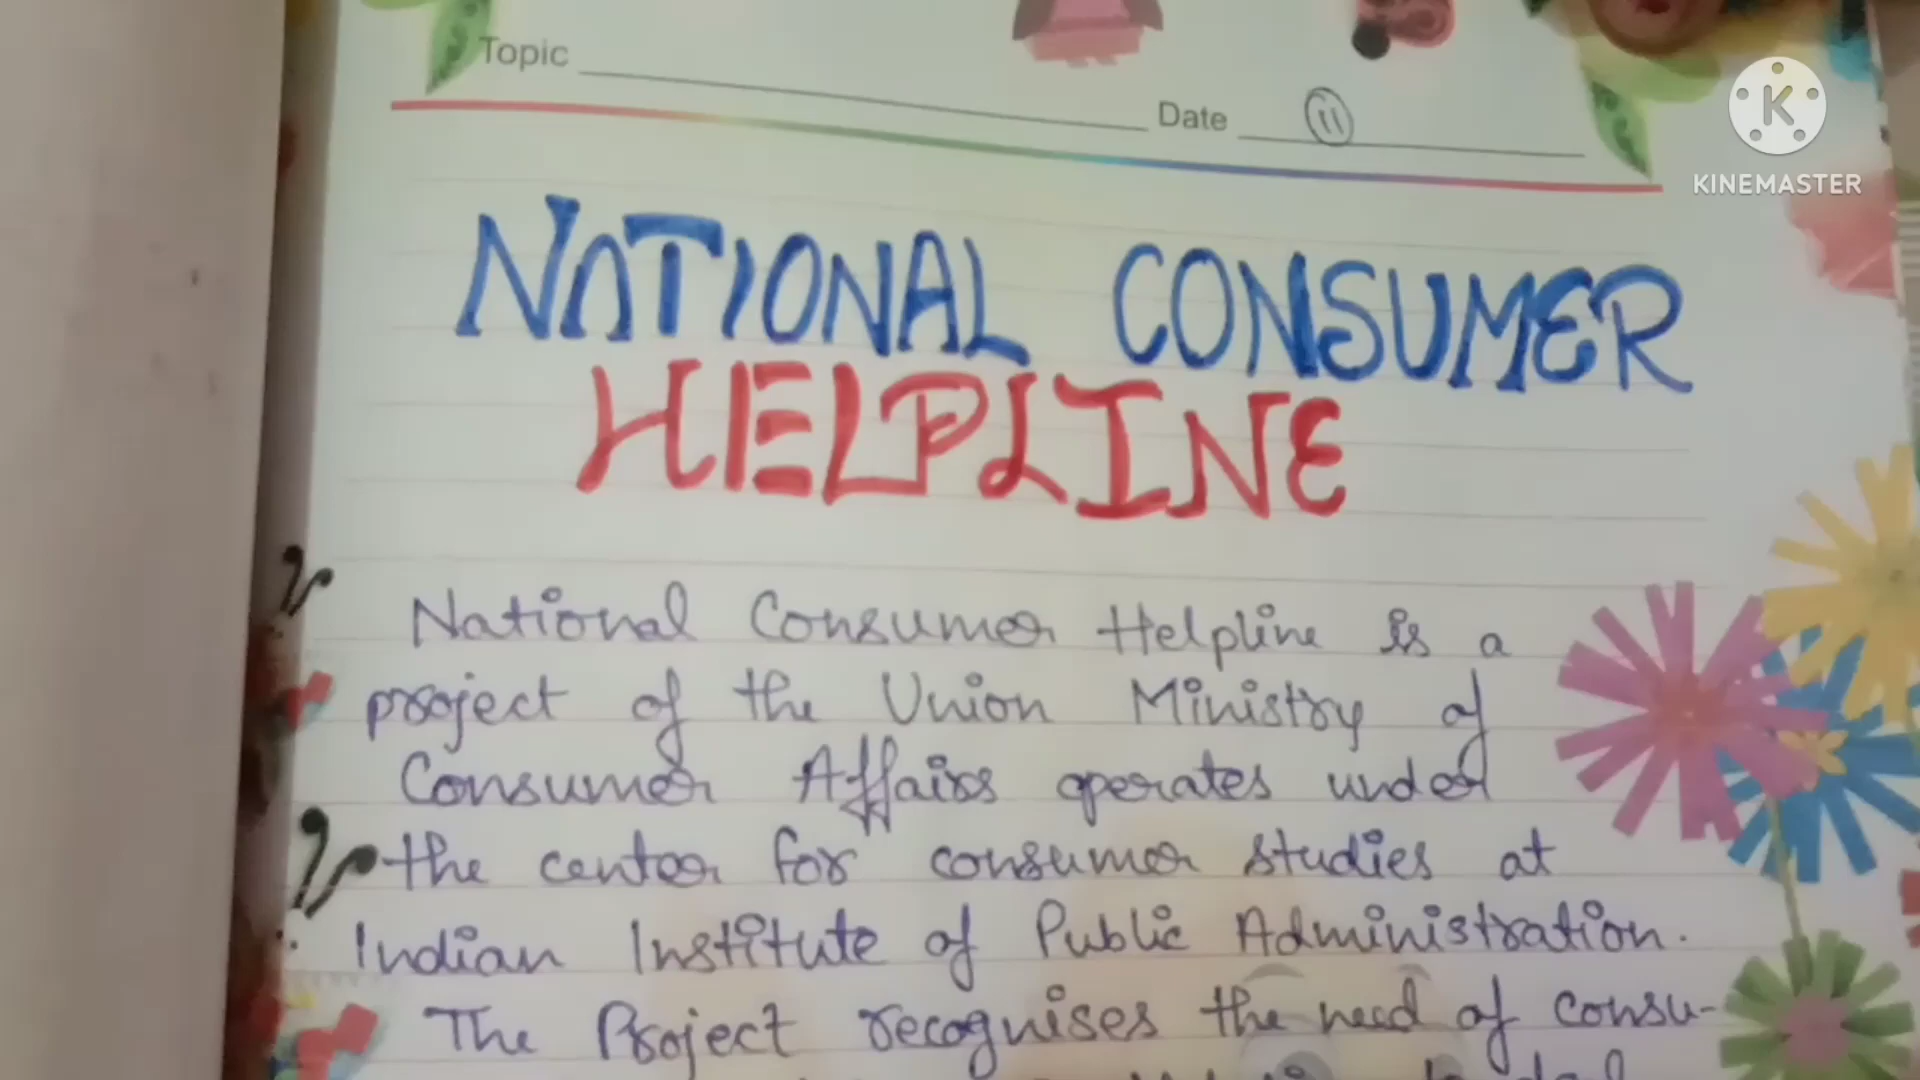 Topic
Date 11
KINEMASTER
NATIONAL CONSUMER
HELPLINE
National Consumer Helpline is a
project of the Union Ministry of
Consumer Affairs operates under
the center for consumer studies at
Indian Institute of Public Administration.
The Project recognises the need of consu-